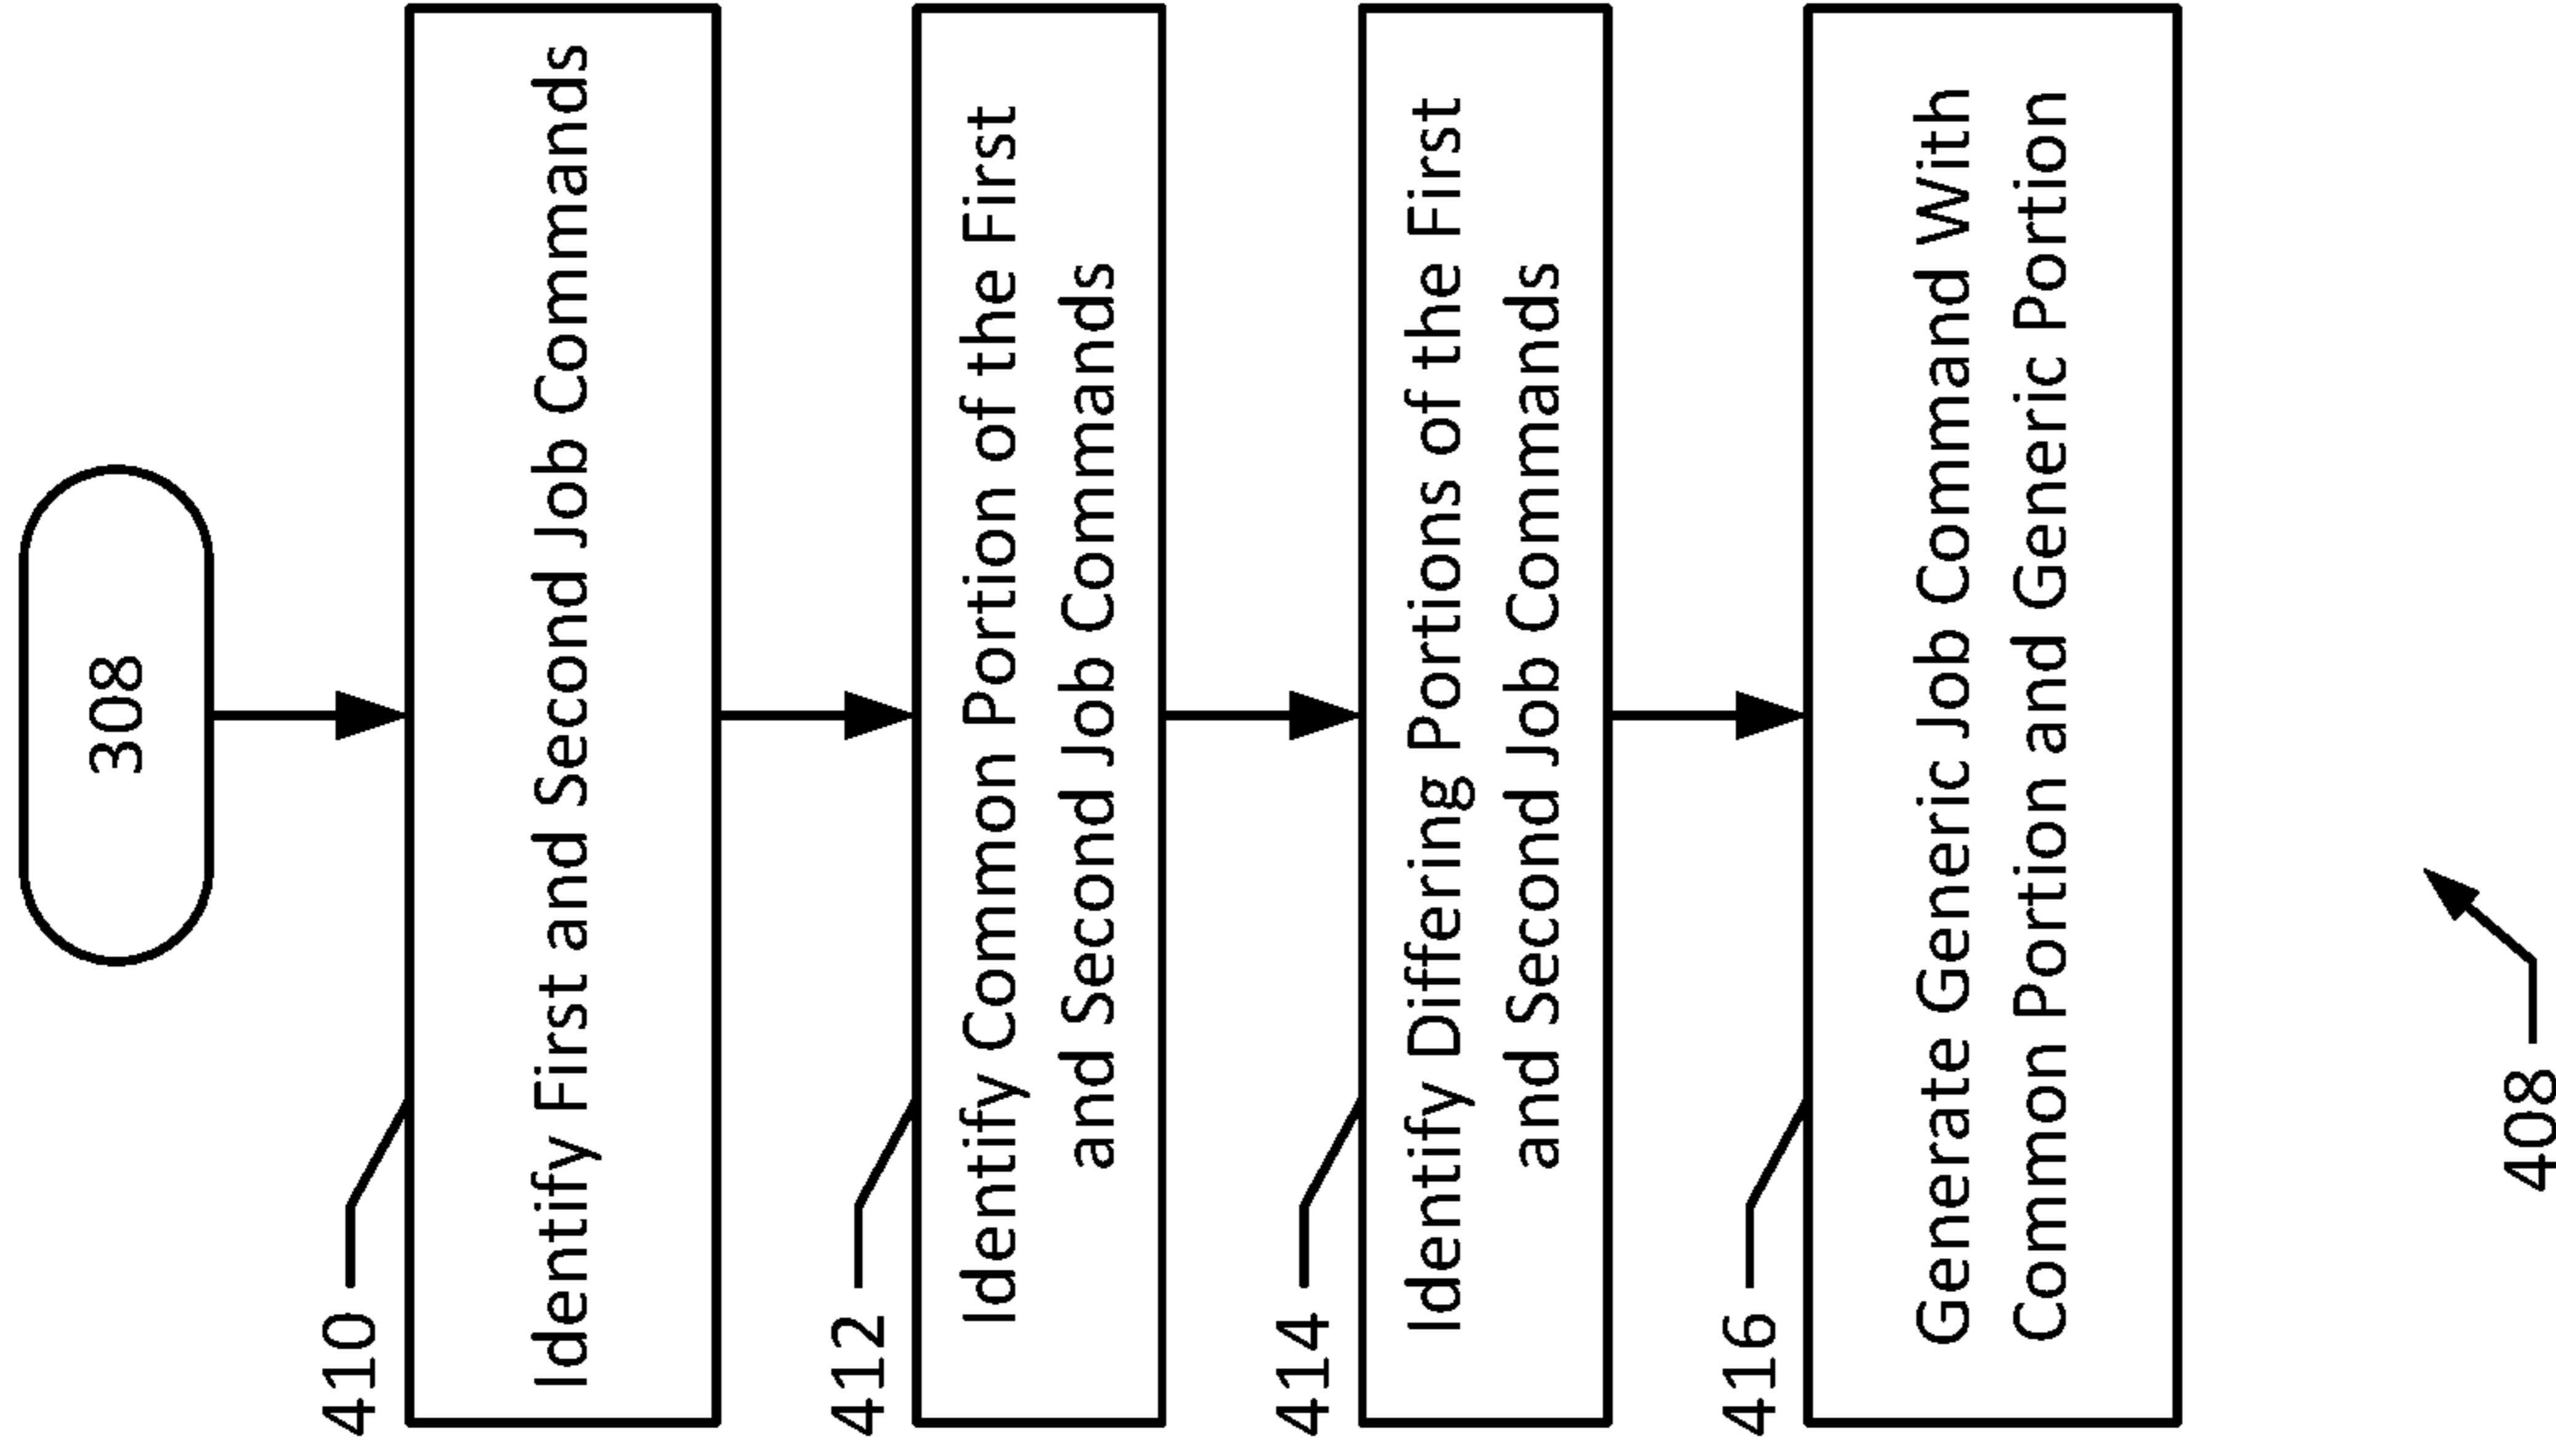 308
410
Identify First and Second Job Commands
412
Identify Common Portion of the First
and Second Job Commands
414
Identify Differing Portions of the First
and Second Job Commands
416
Generate Generic Job Command With
Common Portion and Generic Portion
408